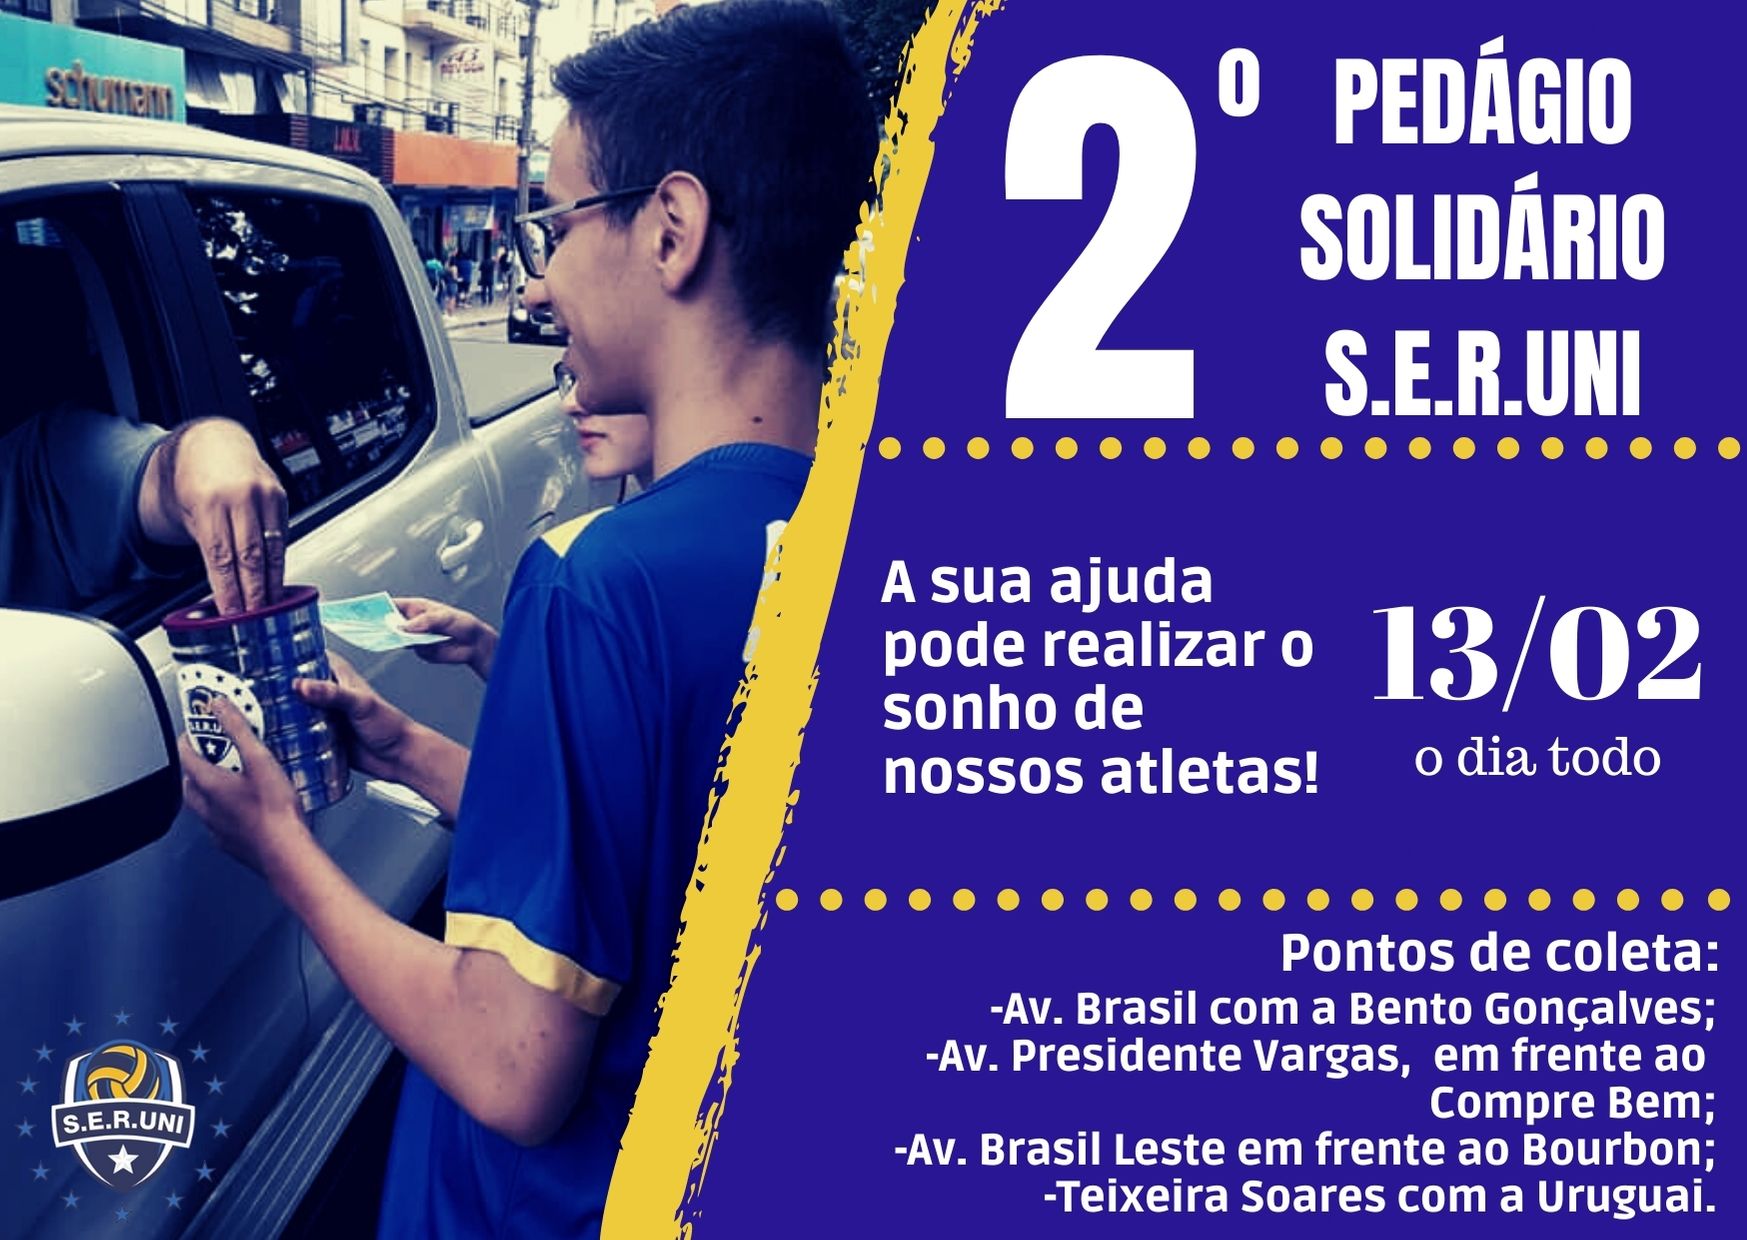 schumann
J.M.V.
2º
PEDÁGIO
SOLIDÁRIO
S.E.R.UNI
A sua ajuda
pode realizar o
sonho de
nossos atletas!
13/02
o dia todo
Pontos de coleta:
-Av. Brasil com a Bento Gonçalves;
-Av. Presidente Vargas,  em frente ao
Compre Bem;
-Av. Brasil Leste em frente ao Bourbon;
-Teixeira Soares com a Uruguai.
S.E.R.UNI